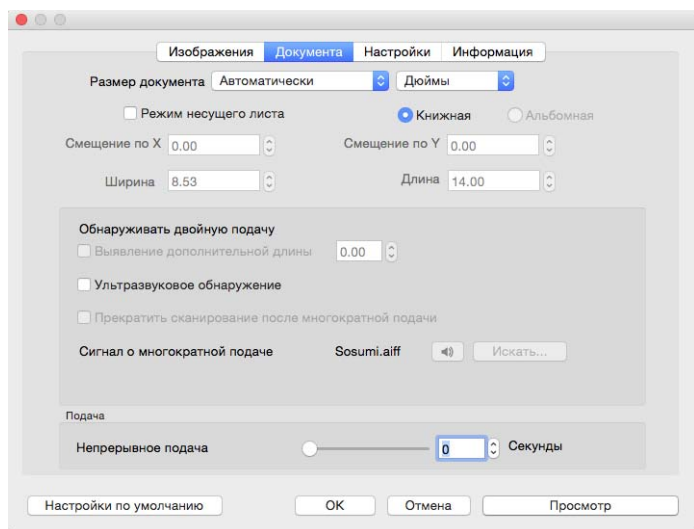 Изображения Документа Настройки Информация
Размер документа Автоматически Дюймы
Режим несущего листа Книжная Альбомная
Смещение по X 0.00 Смещение по Y 0.00
Ширина 8.53 Длина 14.00
Обнаруживать двойную подачу
Выявление дополнительной длины 0.00
Ультразвуковое обнаружение
Прекратить сканирование после многократной подачи
Сигнал о многократной подаче Sosumi.aiff Искать...
Подача
Непрерывное подача 0 Секунды
Настройки по умолчанию OK Отмена Просмотр